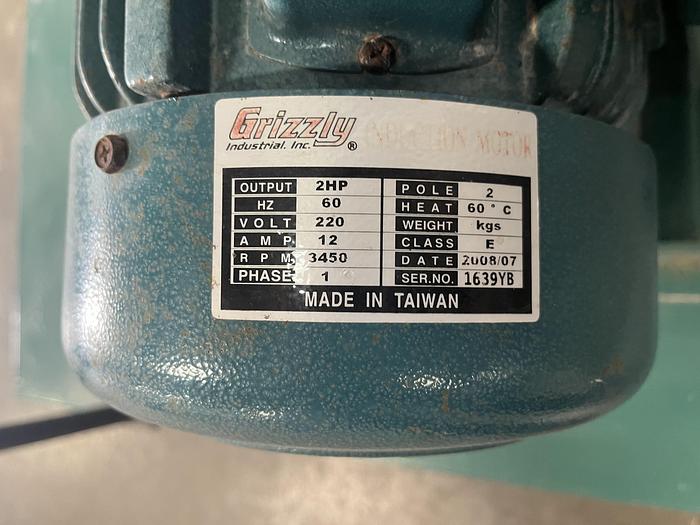 Grizzly INDUCTION MOTOR
Industrial, Inc. ®
OUTPUT 2HP POLE 2
HZ 60 HEAT 60°C
VOLT 220 WEIGHT kgs
AMP 12 CLASS E
RPM 3450 DATE 2008/07
PHASE 1 SER.NO. 1639YB
MADE IN TAIWAN